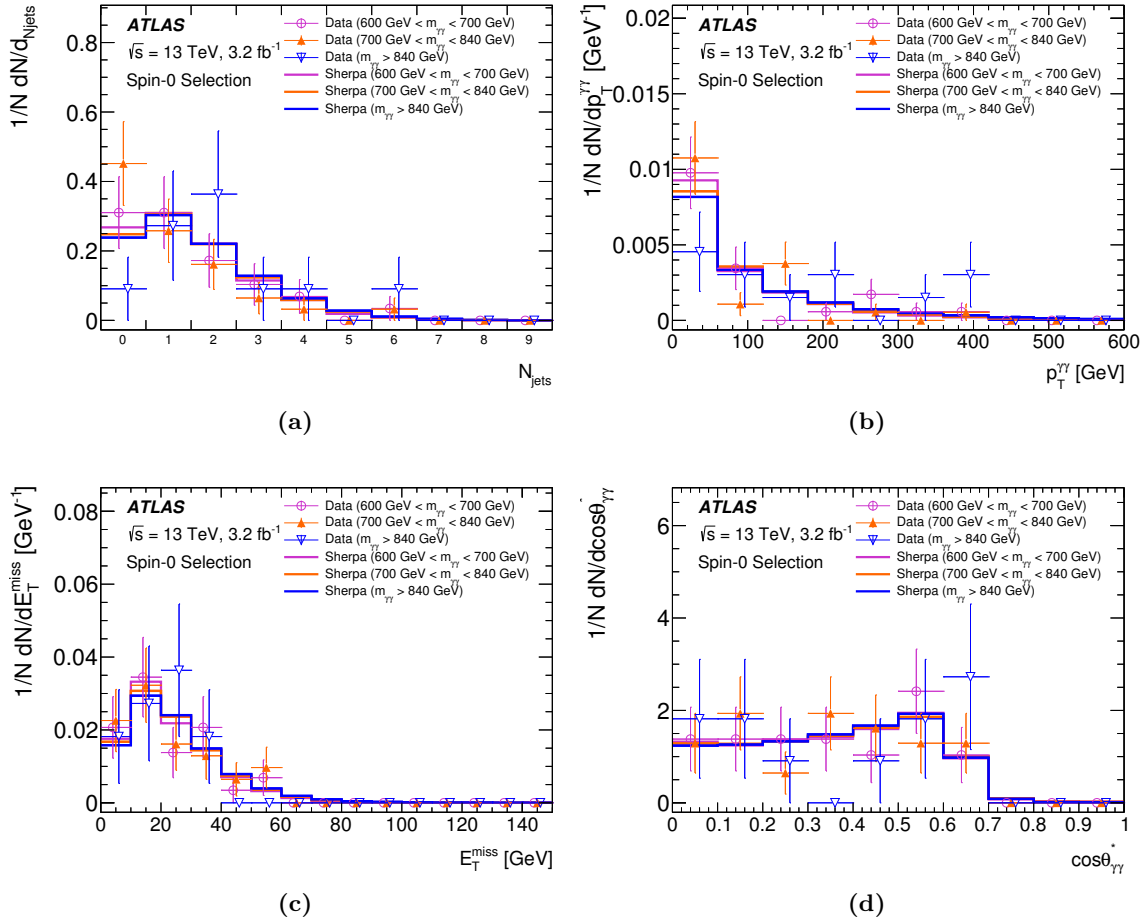 1/N dN/d_Njets
0.8
0.6
0.4
0.2
0
ATLAS
√s = 13 TeV, 3.2 fb⁻¹
Spin-0 Selection
Data (600 GeV < m_γγ < 700)
Data (700 GeV < m_γγ < 840 GeV)
Data (m_γγ > 840 GeV)
Sherpa (600 GeV < m_γγ < 700 GeV)
Sherpa (700 GeV < m_γγ < 840 GeV)
Sherpa (m_γγ > 840 GeV)
0 1 2 3 4 5 6 7 8 9
N_jets
(a)
1/N dN/dp_T^γγ [GeV⁻¹]
0.02
0.015
0.01
0.005
0
ATLAS
√s = 13 TeV, 3.2 fb⁻¹
Spin-0 Selection
Data (600 GeV < m_γγ < 700)
Data (700 GeV < m_γγ < 840 GeV)
Data (m_γγ > 840 GeV)
Sherpa (600 GeV < m_γγ < 700 GeV)
Sherpa (700 GeV < m_γγ < 840 GeV)
Sherpa (m_γγ > 840 GeV)
0 100 200 300 400 500 600
p_T^γγ [GeV]
(b)
1/N dN/dE_T^miss [GeV⁻¹]
0.08
0.06
0.04
0.02
0
ATLAS
√s = 13 TeV, 3.2 fb⁻¹
Spin-0 Selection
Data (600 GeV < m_γγ < 700)
Data (700 GeV < m_γγ < 840 GeV)
Data (m_γγ > 840 GeV)
Sherpa (600 GeV < m_γγ < 700 GeV)
Sherpa (700 GeV < m_γγ < 840 GeV)
Sherpa (m_γγ > 840 GeV)
0 20 40 60 80 100 120 140
E_T^miss [GeV]
(c)
1/N dN/dcosθ*_γγ
6
4
2
0
ATLAS
√s = 13 TeV, 3.2 fb⁻¹
Spin-0 Selection
Data (600 GeV < m_γγ < 700)
Data (700 GeV < m_γγ < 840 GeV)
Data (m_γγ > 840 GeV)
Sherpa (600 GeV < m_γγ < 700 GeV)
Sherpa (700 GeV < m_γγ < 840 GeV)
Sherpa (m_γγ > 840 GeV)
0 0.1 0.2 0.3 0.4 0.5 0.6 0.7 0.8 0.9 1
cosθ*_γγ
(d)